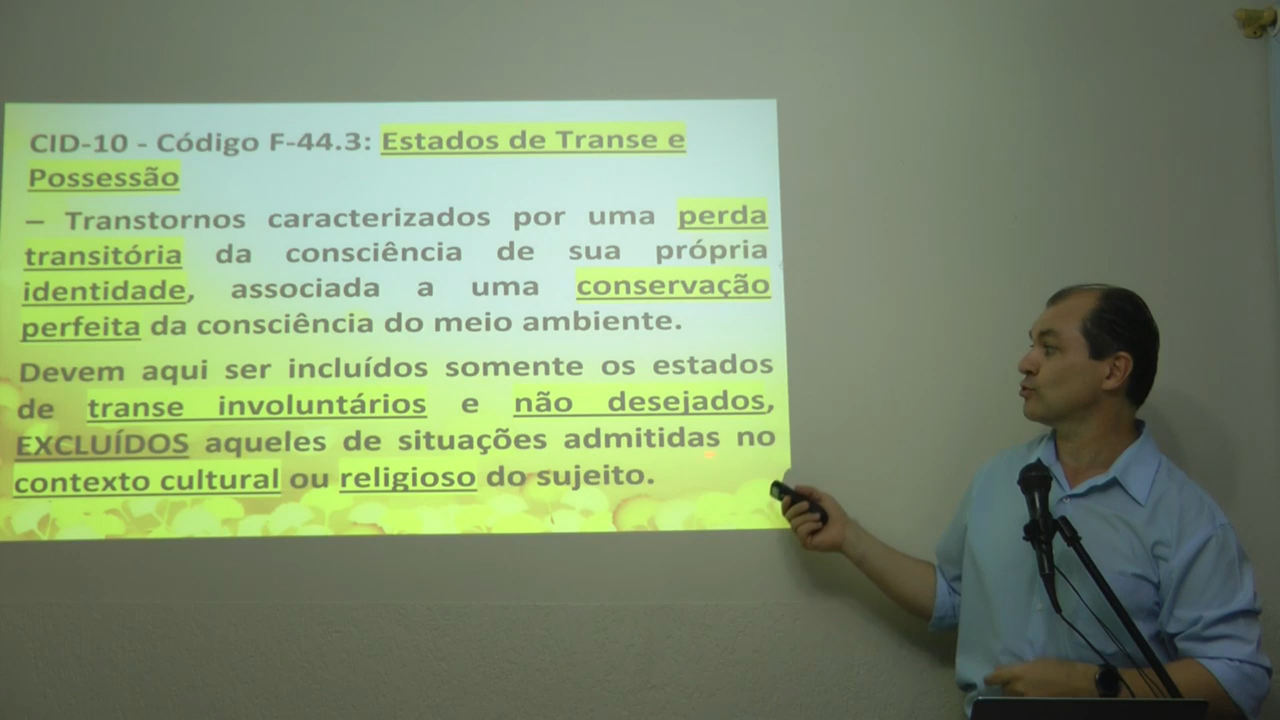 CID-10 - Código F-44.3: Estados de Transe e
Possessão
– Transtornos caracterizados por uma perda
transitória da consciência de sua própria
identidade, associada a uma conservação
perfeita da consciência do meio ambiente.
Devem aqui ser incluídos somente os estados
de transe involuntários e não desejados,
EXCLUÍDOS aqueles de situações admitidas no
contexto cultural ou religioso do sujeito.